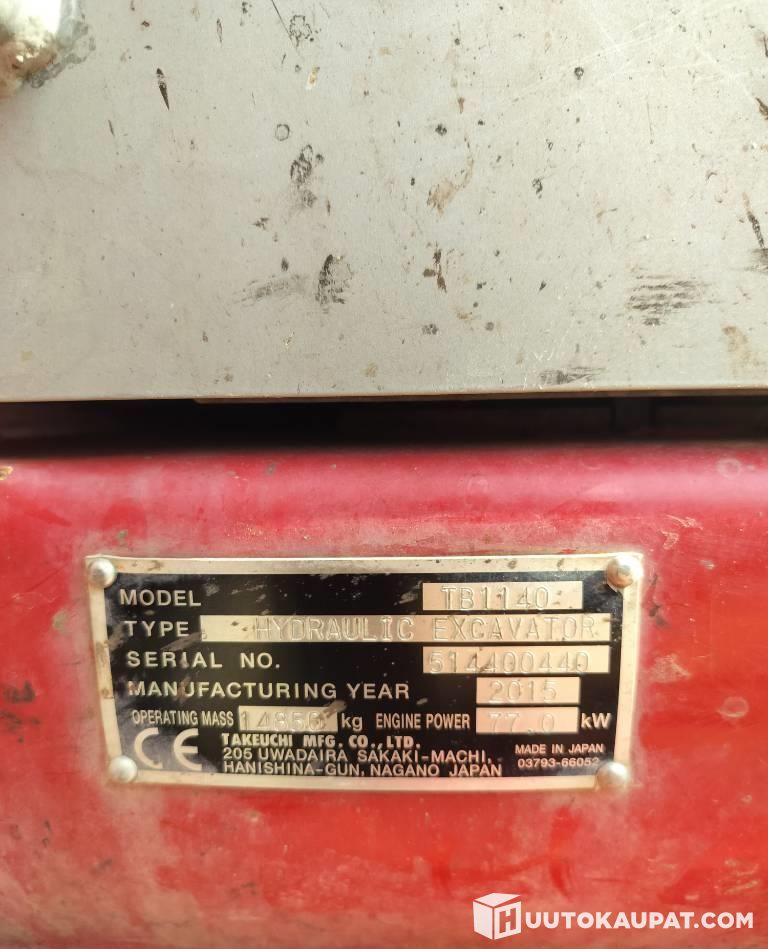 MODEL TB1140
TYPE HYDRAULIC EXCAVATOR
SERIAL NO. 514400440
MANUFACTURING YEAR 2015
OPERATING MASS 14850 kg ENGINE POWER 77.0 kW
CE TAKEUCHI MFG. CO., LTD.
205 UWADAIRA SAKAKI-MACHI,
HANISHINA-GUN, NAGANO JAPAN
MADE IN JAPAN
03793-66052
HUUTOKAUPAT.COM